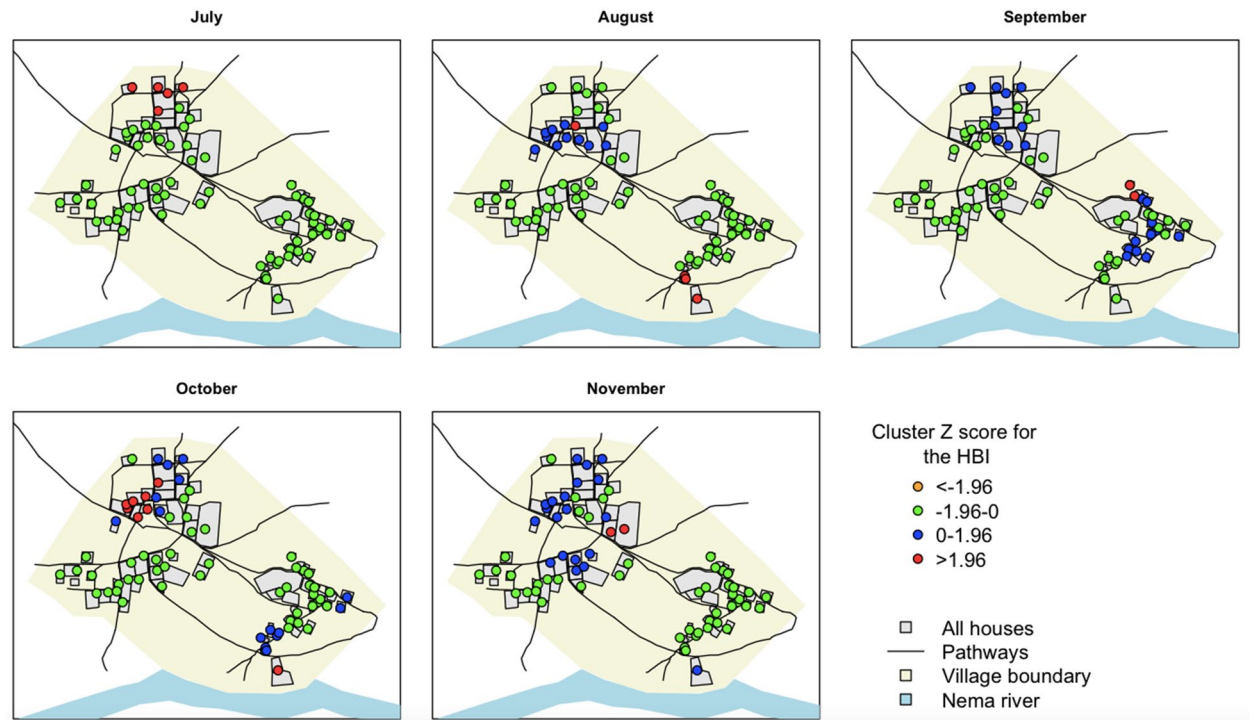 July
August
September
October
November
Cluster Z score for
the HBI
<-1.96
-1.96-0
0-1.96
>1.96
All houses
Pathways
Village boundary
Nema river